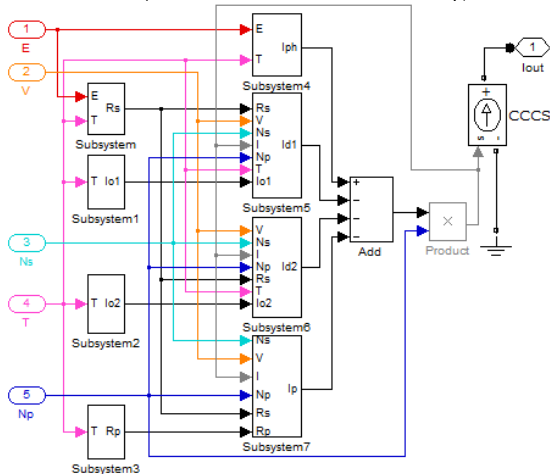 1
E
2
V
3
Ns
4
T
5
Np
E
T
Rs
Subsystem
T Io1
Subsystem1
T Io2
Subsystem2
T Rp
Subsystem3
E
T
Iph
Subsystem4
Rs
V
Ns
I
Np
T
Io1
Id1
Subsystem5
V
Ns
I
Np
Rs
T
Io2
Id2
Subsystem6
Ns
V
I
Np
Rs
Rp
Ip
Subsystem7
+
−
−
−
Add
×
Product
+
s
−
CCCS
1
Iout